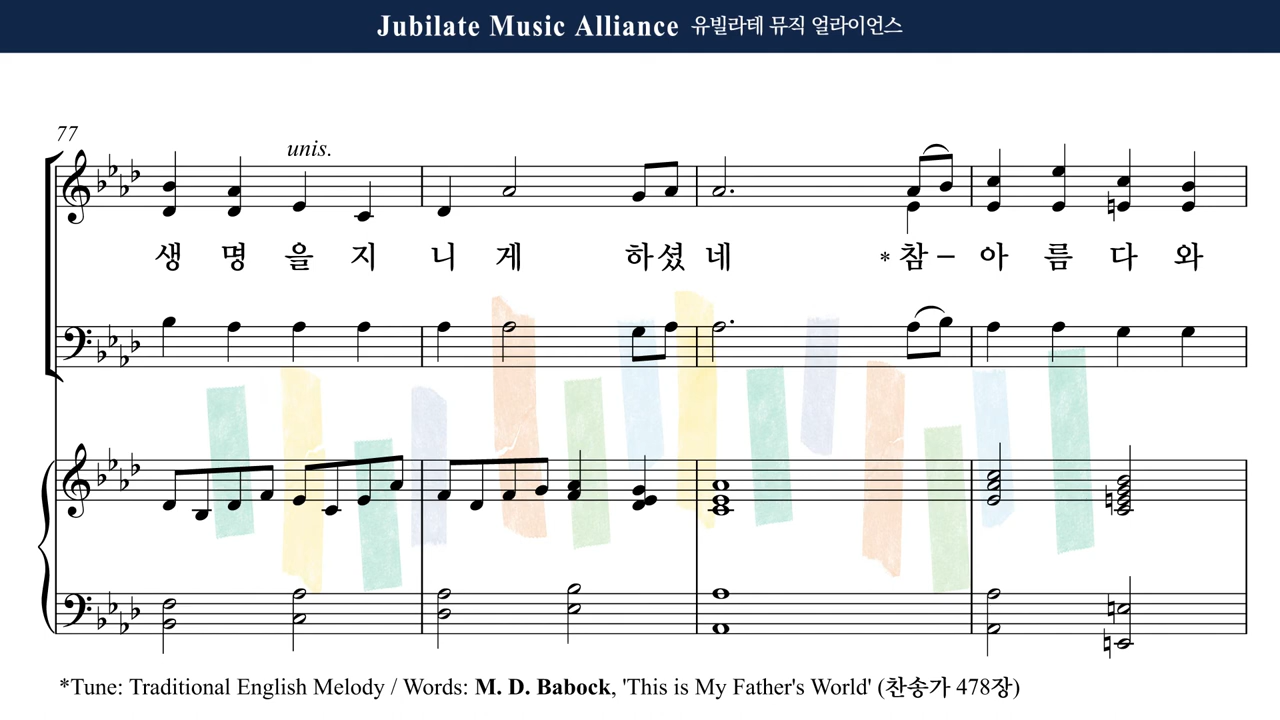 Jubilate Music Alliance 유빌라테 뮤직 얼라이언스
77
unis.
생 명 을 지 니 게 하셨 네 * 참 – 아 름 다 와
*Tune: Traditional English Melody / Words: M. D. Babock, 'This is My Father's World' (찬송가 478장)